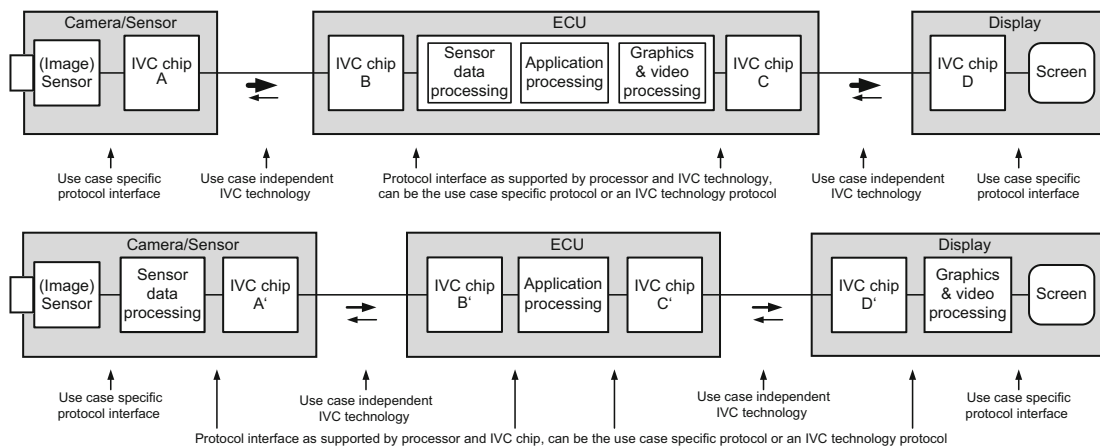 Camera/Sensor
ECU
Display
(Image)
Sensor
IVC chip
A
IVC chip
B
Sensor
data
processing
Application
processing
Graphics
& video
processing
IVC chip
C
IVC chip
D
Screen
Use case specific
protocol interface
Use case independent
IVC technology
Protocol interface as supported by processor and IVC technology,
can be the use case specific protocol or an IVC technology protocol
Use case independent
IVC technology
Use case specific
protocol interface
Camera/Sensor
ECU
Display
(Image)
Sensor
Sensor
data
processing
IVC chip
A‘
IVC chip
B‘
Application
processing
IVC chip
C‘
IVC chip
D‘
Graphics
& video
processing
Screen
Use case specific
protocol interface
Use case independent
IVC technology
Use case independent
IVC technology
Use case specific
protocol interface
Protocol interface as supported by processor and IVC chip, can be the use case specific protocol or an IVC technology protocol